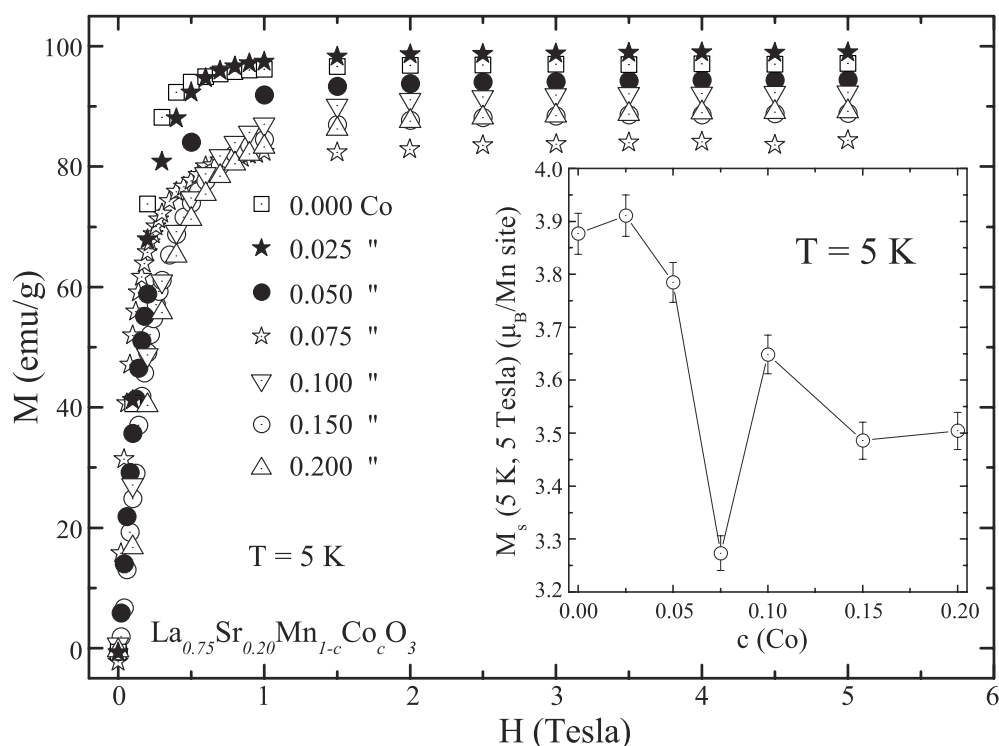 100
80
60
40
20
0
M (emu/g)
0.000 Co
0.025 "
0.050 "
0.075 "
0.100 "
0.150 "
0.200 "
T = 5 K
La0.75Sr0.20Mn1-cCocO3
0 1 2 3 4 5 6
H (Tesla)
4.0
3.9
3.8
3.7
3.6
3.5
3.4
3.3
3.2
Ms (5 K, 5 Tesla) (μB/Mn site)
T = 5 K
0.00 0.05 0.10 0.15 0.20
c (Co)